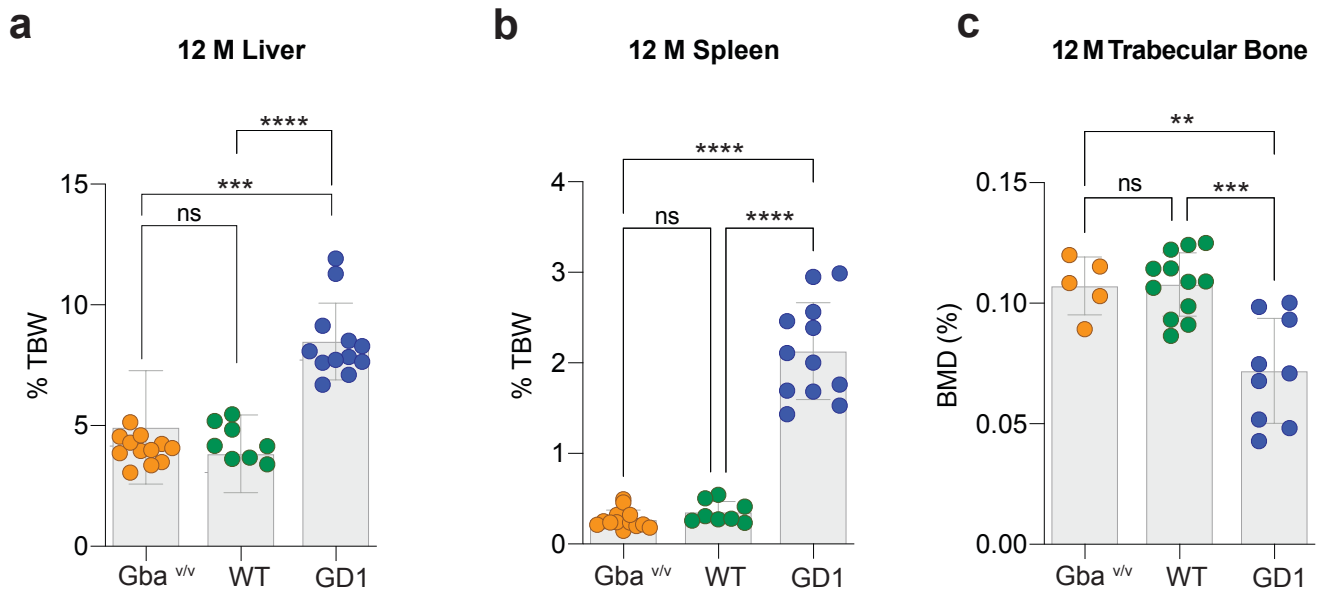 a
12 M Liver
****
***
ns
15
10
5
0
% TBW
Gba v/v
WT
GD1
b
12 M Spleen
****
ns
****
4
3
2
1
0
% TBW
Gba v/v
WT
GD1
c
12 M Trabecular Bone
**
ns
***
0.15
0.10
0.05
0.00
BMD (%)
Gba v/v
WT
GD1